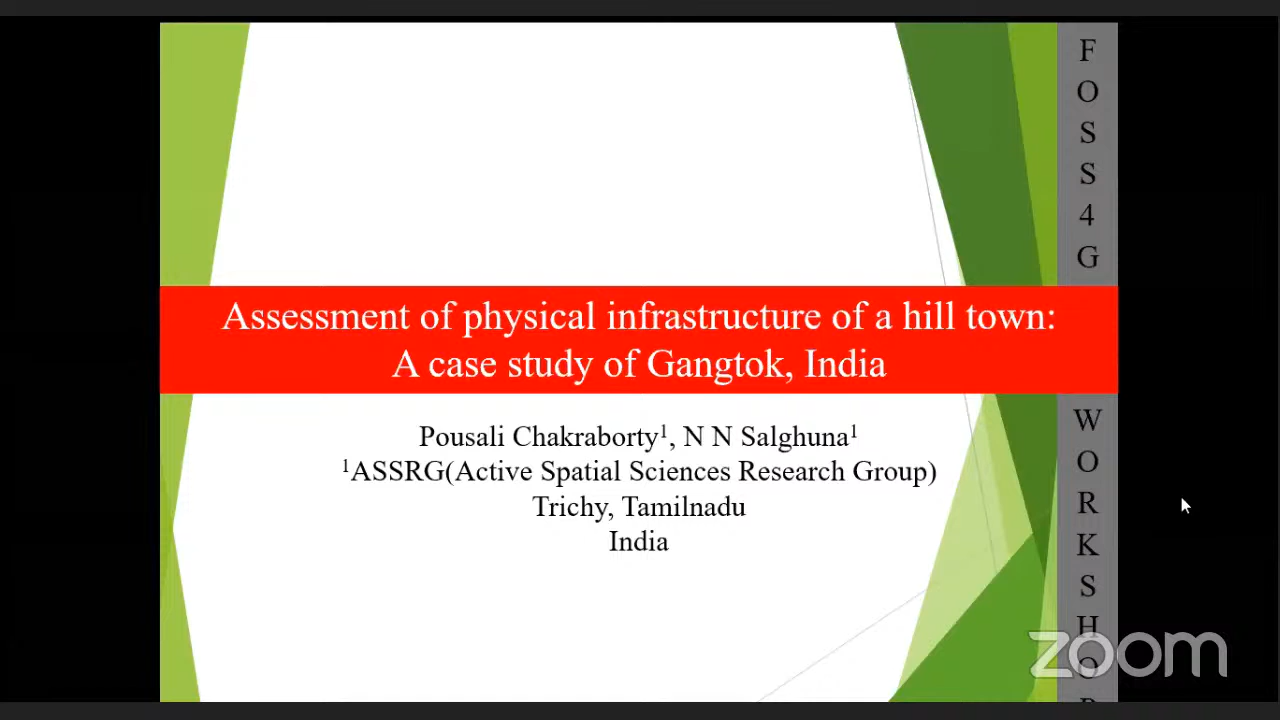 Assessment of physical infrastructure of a hill town:
A case study of Gangtok, India
Pousali Chakraborty¹, N N Salghuna¹
¹ASSRG(Active Spatial Sciences Research Group)
Trichy, Tamilnadu
India
F
O
S
S
4
G
W
O
R
K
S
H
O
P
zoom